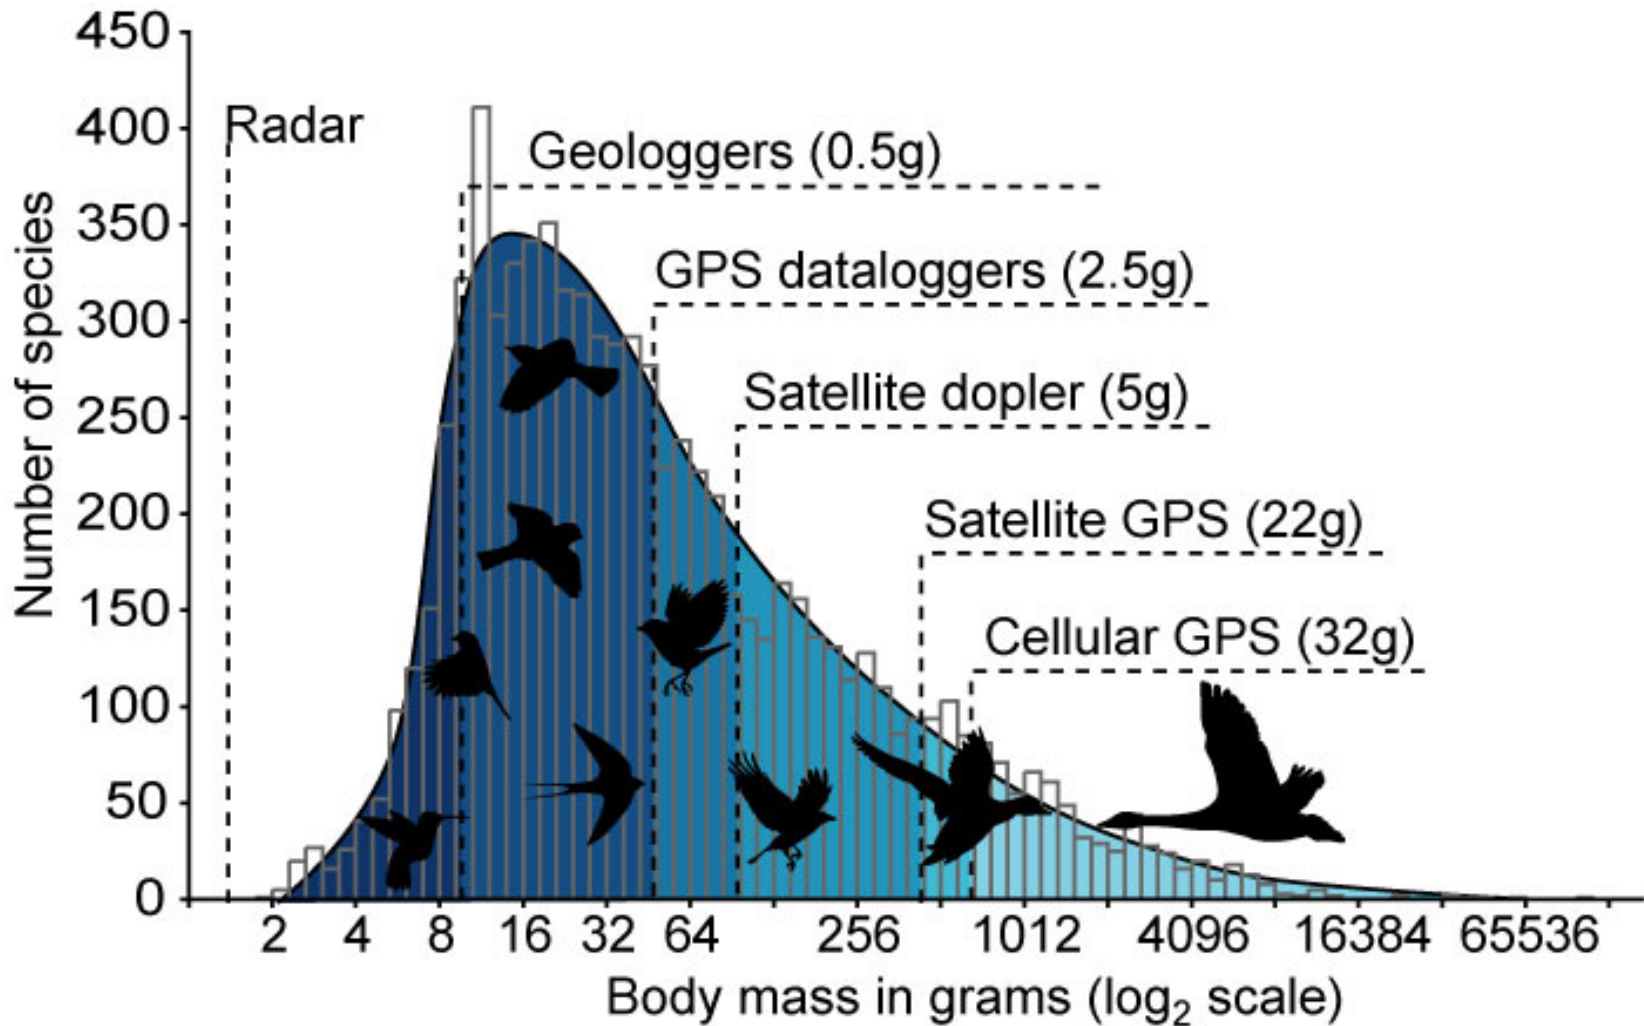 450
400
350
300
250
200
150
100
50
0
Number of species
Radar
Geologgers (0.5g)
GPS dataloggers (2.5g)
Satellite dopler (5g)
Satellite GPS (22g)
Cellular GPS (32g)
2 4 8 16 32 64 256 1012 4096 16384 65536
Body mass in grams (log₂ scale)